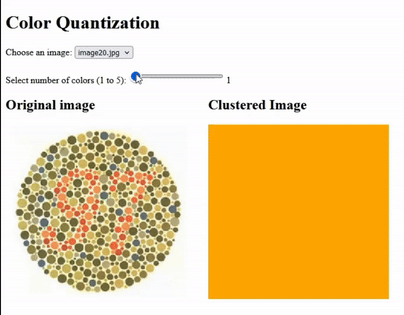 Color Quantization
Choose an image: image20.jpg
Select number of colors (1 to 5): 1
Original image
Clustered Image